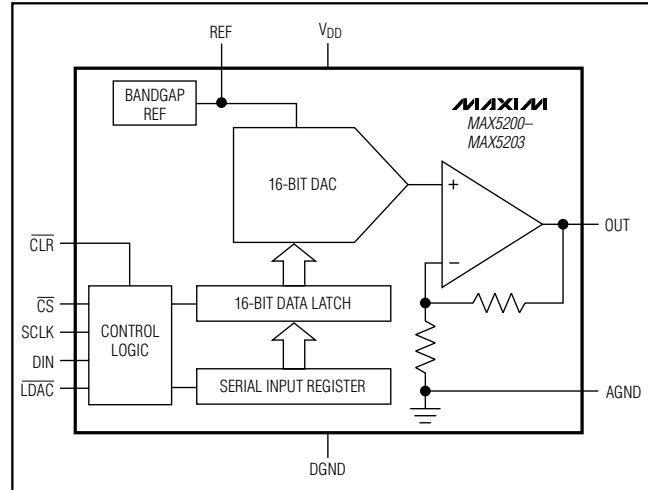 REF
VDD
BANDGAP
REF
MAXIM
MAX5200–
MAX5203
16-BIT DAC
+
OUT
CLR
−
CS
16-BIT DATA LATCH
SCLK
CONTROL
LOGIC
DIN
LDAC
SERIAL INPUT REGISTER
AGND
DGND